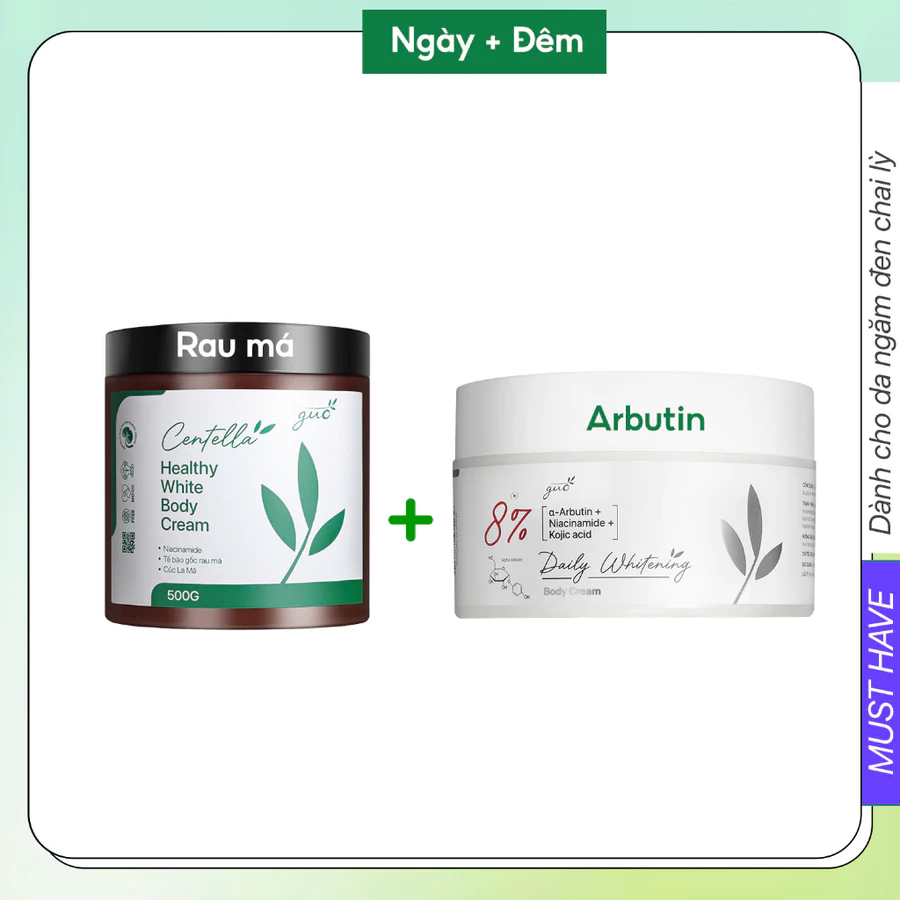 Ngày + Đêm
Rau má
guo
Centella
Healthy
White
Body
Cream
• Niacinamide
• Tế bào gốc rau má
• Cúc La Mã
500G
+
Arbutin
guo
8%
α-Arbutin +
Niacinamide +
Kojic acid
Daily Whitening
Body Cream
Dành cho da ngăm đen chai lỳ
MUST HAVE